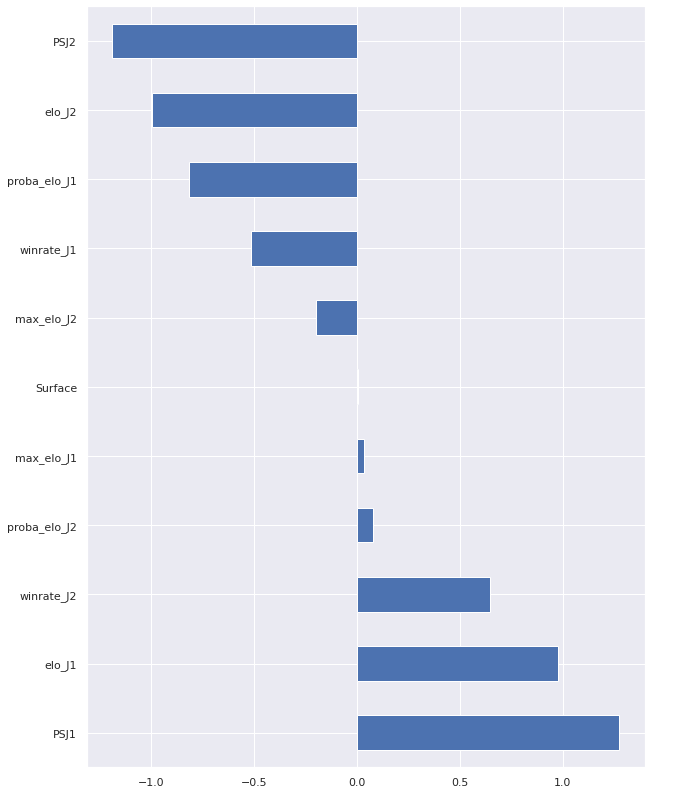 PSJ2
elo_J2
proba_elo_J1
winrate_J1
max_elo_J2
Surface
max_elo_J1
proba_elo_J2
winrate_J2
elo_J1
PSJ1
−1.0 −0.5 0.0 0.5 1.0